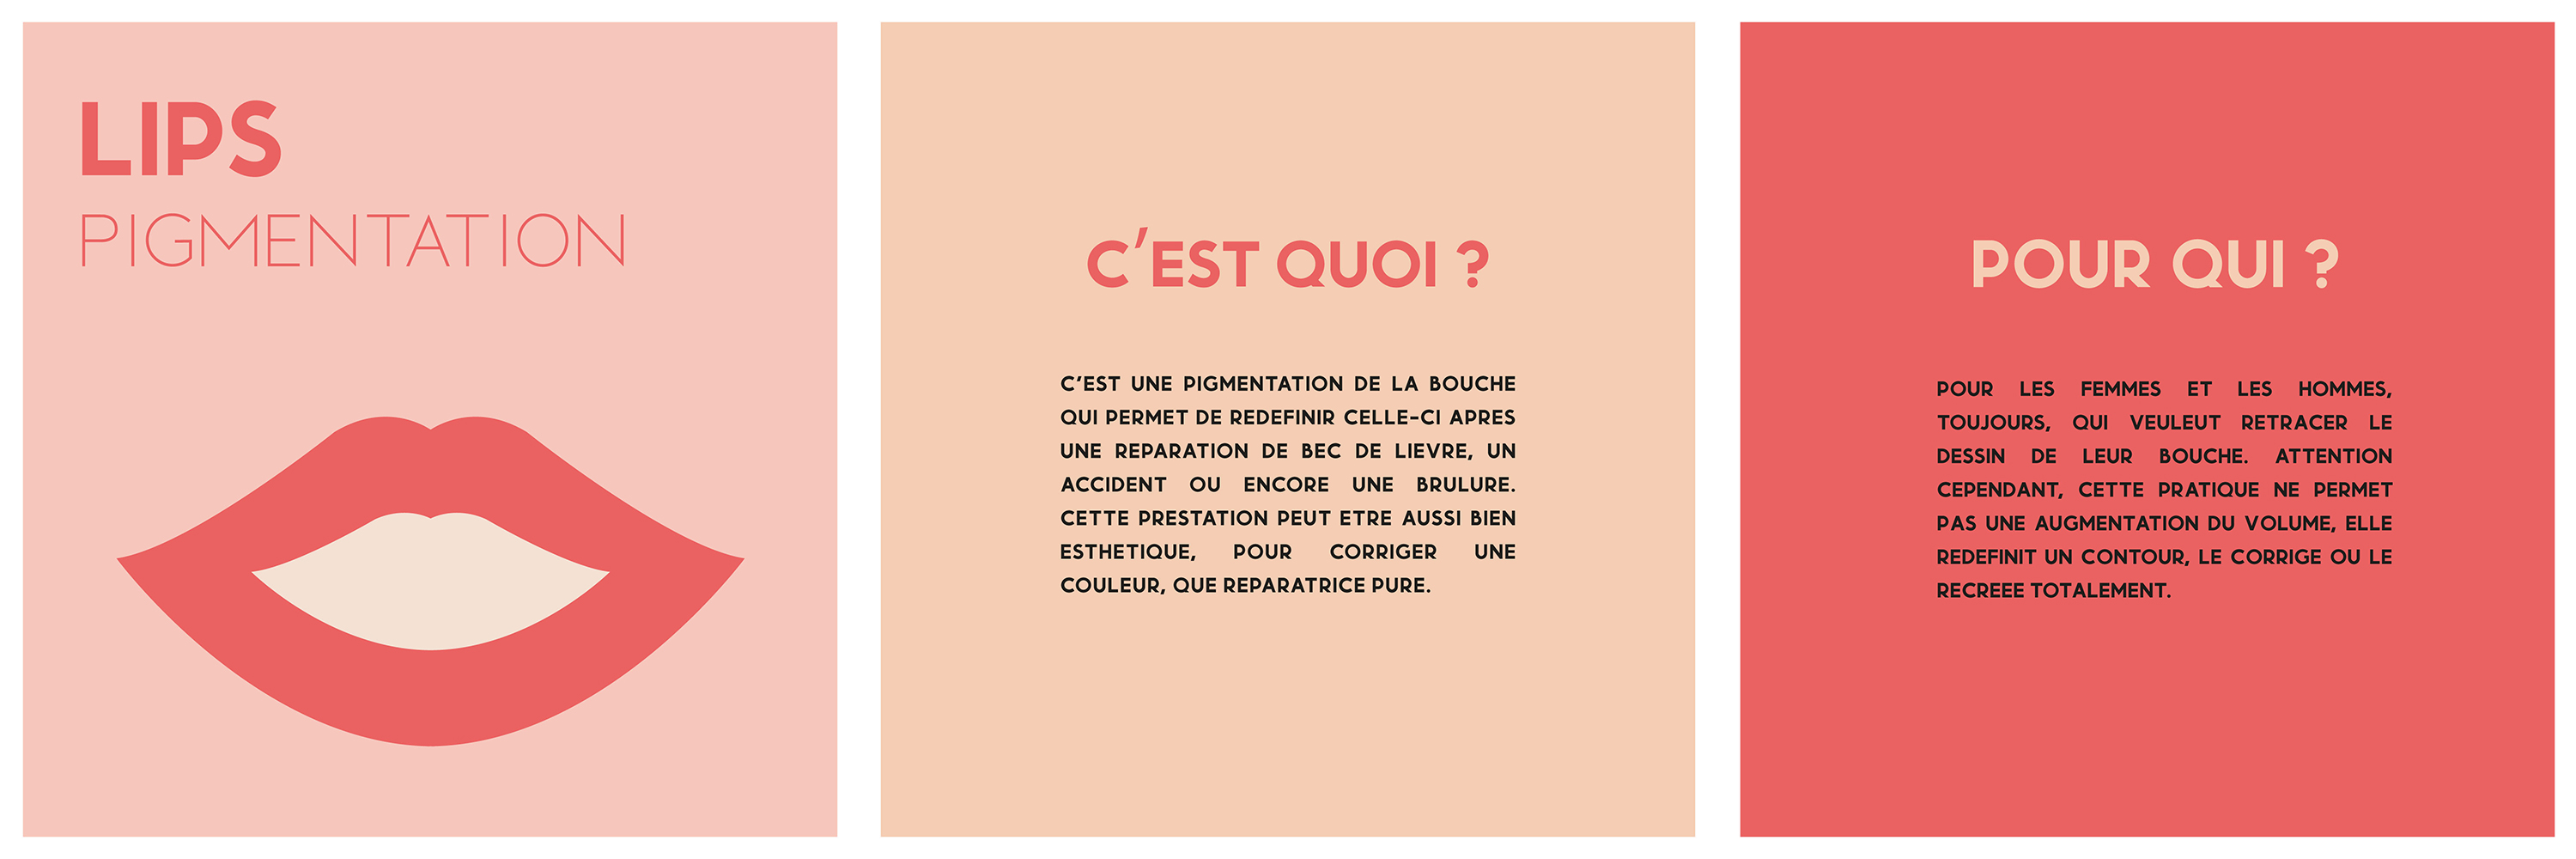 LIPS
PIGMENTATION
C'EST QUOI ?
C'EST UNE PIGMENTATION DE LA BOUCHE
QUI PERMET DE REDEFINIR CELLE-CI APRES
UNE REPARATION DE BEC DE LIEVRE, UN
ACCIDENT OU ENCORE UNE BRULURE.
CETTE PRESTATION PEUT ETRE AUSSI BIEN
ESTHETIQUE, POUR CORRIGER UNE
COULEUR, QUE REPARATRICE PURE.
POUR QUI ?
POUR LES FEMMES ET LES HOMMES,
TOUJOURS, QUI VEULEUT RETRACER LE
DESSIN DE LEUR BOUCHE. ATTENTION
CEPENDANT, CETTE PRATIQUE NE PERMET
PAS UNE AUGMENTATION DU VOLUME, ELLE
REDEFINIT UN CONTOUR, LE CORRIGE OU LE
RECREEE TOTALEMENT.